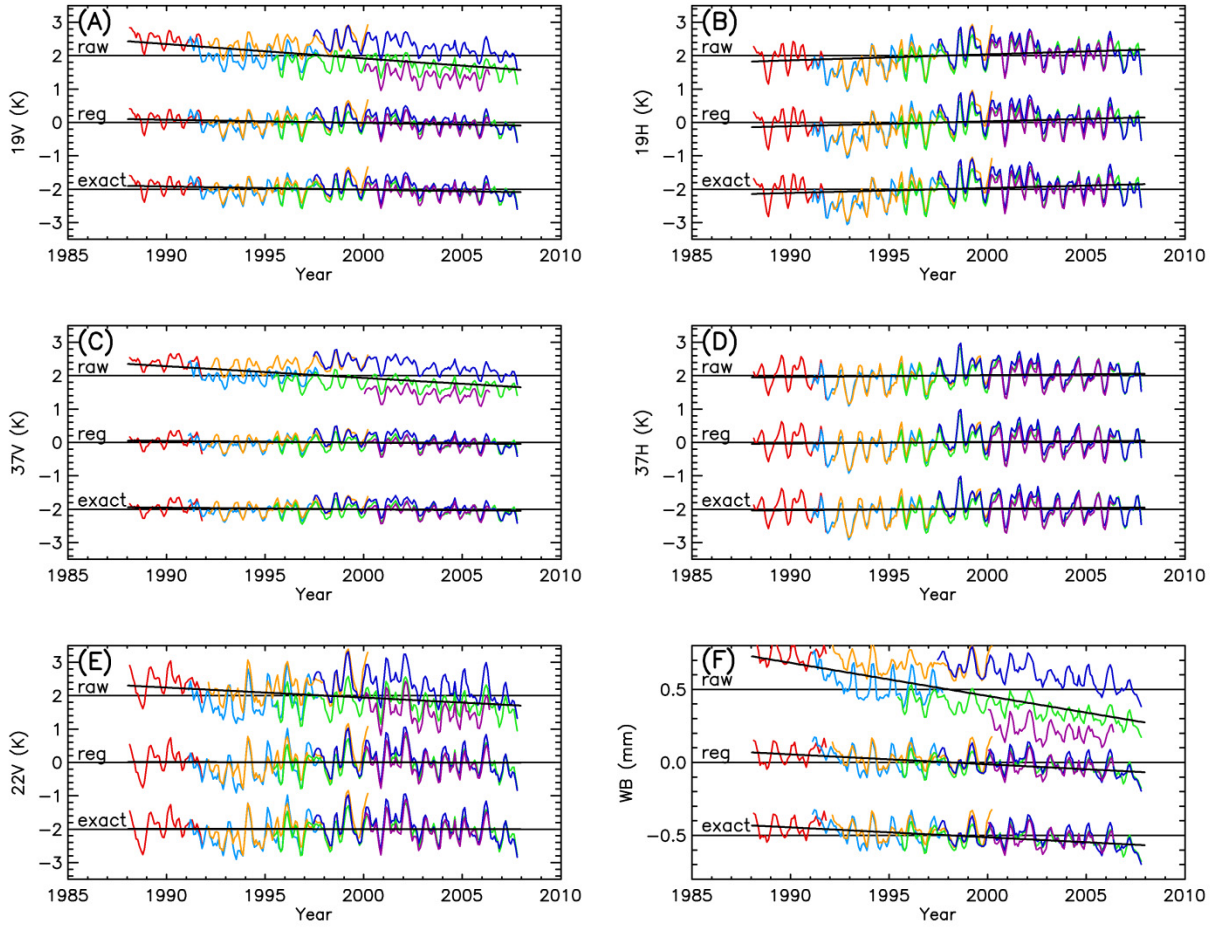 (A)
3
raw
2
1
reg
0
−1
exact
−2
−3
19V (K)
1985 1990 1995 2000 2005 2010
Year
(B)
3
raw
2
1
reg
0
−1
exact
−2
−3
19H (K)
1985 1990 1995 2000 2005 2010
Year
(C)
3
raw
2
1
reg
0
−1
exact
−2
−3
37V (K)
1985 1990 1995 2000 2005 2010
Year
(D)
3
raw
2
1
reg
0
−1
exact
−2
−3
37H (K)
1985 1990 1995 2000 2005 2010
Year
(E)
3
raw
2
1
reg
0
−1
exact
−2
−3
22V (K)
1985 1990 1995 2000 2005 2010
Year
(F)
raw
0.5
reg
0.0
exact
−0.5
WB (mm)
1985 1990 1995 2000 2005 2010
Year